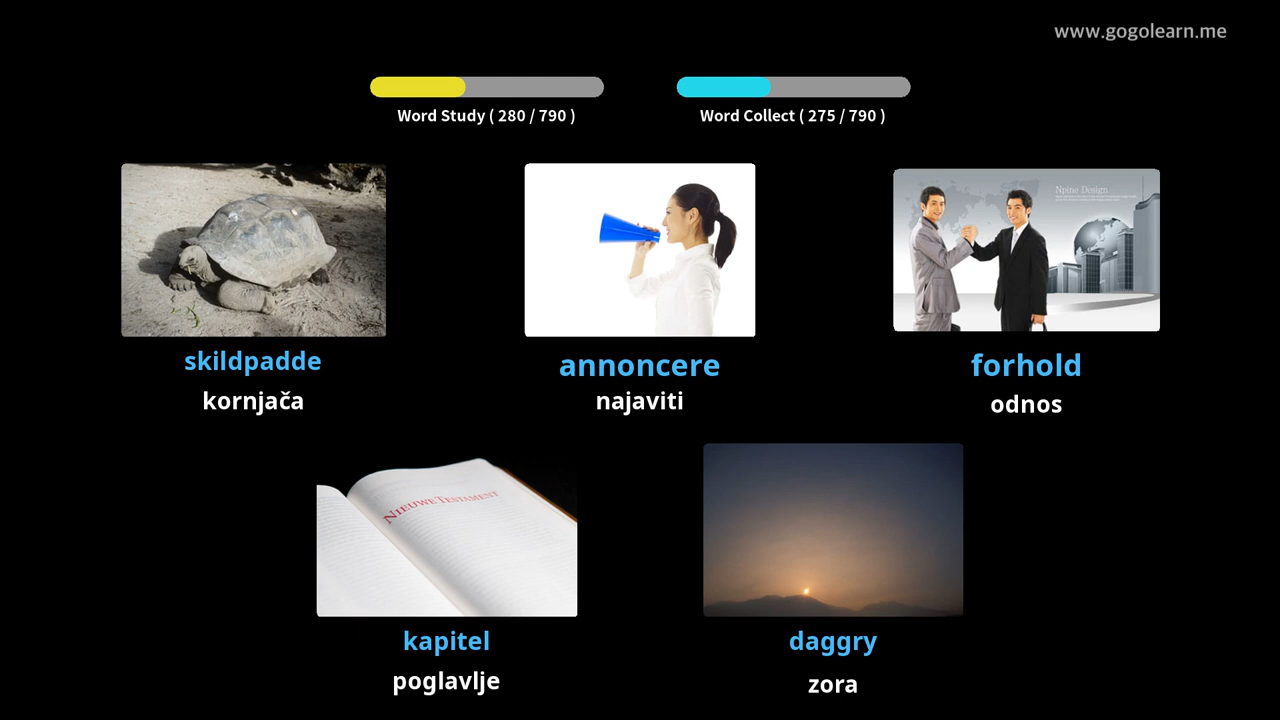 www.gogolearn.me
Word Study ( 280 / 790 )
Word Collect ( 275 / 790 )
Npine Design
skildpadde
kornjača
annoncere
najaviti
forhold
odnos
NIEUWE TESTAMENT
kapitel
poglavlje
daggry
zora